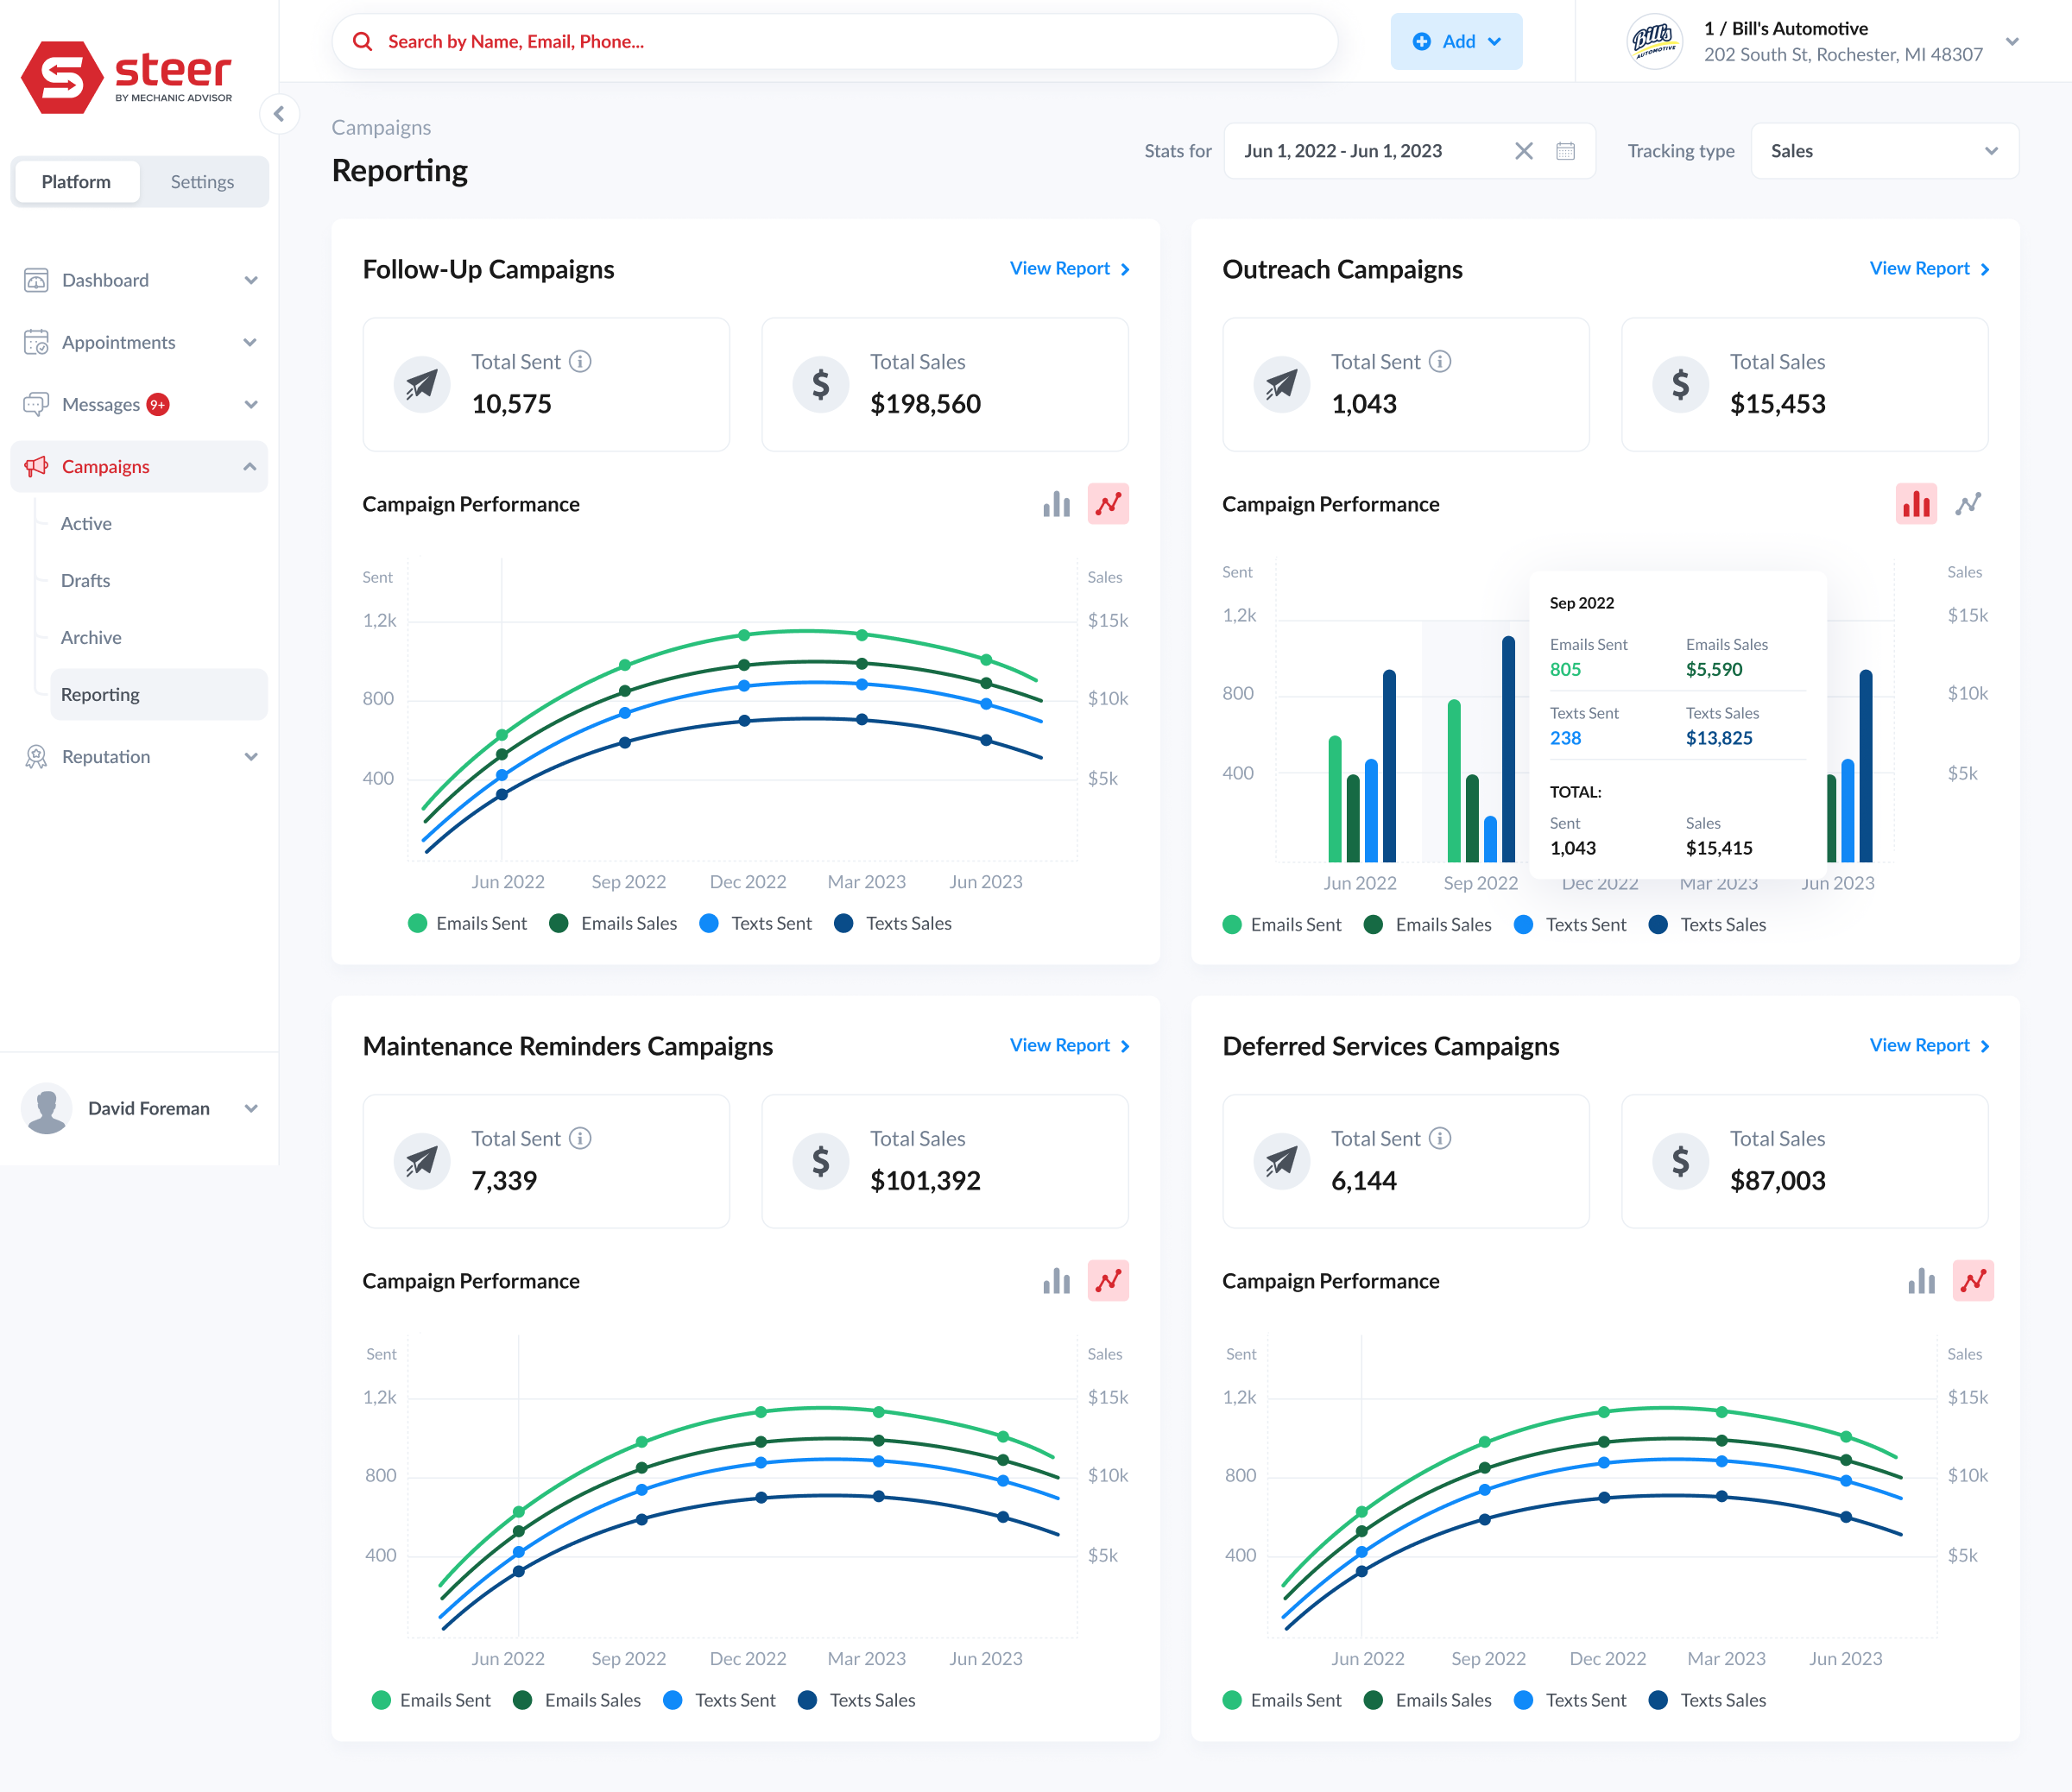 steer
BY MECHANIC ADVISOR
Search by Name, Email, Phone...
Add
Bill's
AUTOMOTIVE
1 / Bill's Automotive
202 South St, Rochester, MI 48307
Platform
Settings
Dashboard
Appointments
Messages 9+
Campaigns
Active
Drafts
Archive
Reporting
Reputation
David Foreman
Campaigns
Reporting
Stats for
Jun 1, 2022 - Jun 1, 2023
Tracking type
Sales
Follow-Up Campaigns
View Report
Total Sent
10,575
Total Sales
$198,560
Campaign Performance
Sent
Sales
1,2k
$15k
800
$10k
400
$5k
Jun 2022 Sep 2022 Dec 2022 Mar 2023 Jun 2023
Emails Sent Emails Sales Texts Sent Texts Sales
Outreach Campaigns
View Report
Total Sent
1,043
Total Sales
$15,453
Campaign Performance
Sent
Sales
1,2k
$15k
800
$10k
400
$5k
Sep 2022
Emails Sent Emails Sales
805 $5,590
Texts Sent Texts Sales
238 $13,825
TOTAL:
Sent Sales
1,043 $15,415
Jun 2022 Sep 2022 Dec 2022 Mar 2023 Jun 2023
Emails Sent Emails Sales Texts Sent Texts Sales
Maintenance Reminders Campaigns
View Report
Total Sent
7,339
Total Sales
$101,392
Campaign Performance
Sent
Sales
1,2k
$15k
800
$10k
400
$5k
Jun 2022 Sep 2022 Dec 2022 Mar 2023 Jun 2023
Emails Sent Emails Sales Texts Sent Texts Sales
Deferred Services Campaigns
View Report
Total Sent
6,144
Total Sales
$87,003
Campaign Performance
Sent
Sales
1,2k
$15k
800
$10k
400
$5k
Jun 2022 Sep 2022 Dec 2022 Mar 2023 Jun 2023
Emails Sent Emails Sales Texts Sent Texts Sales